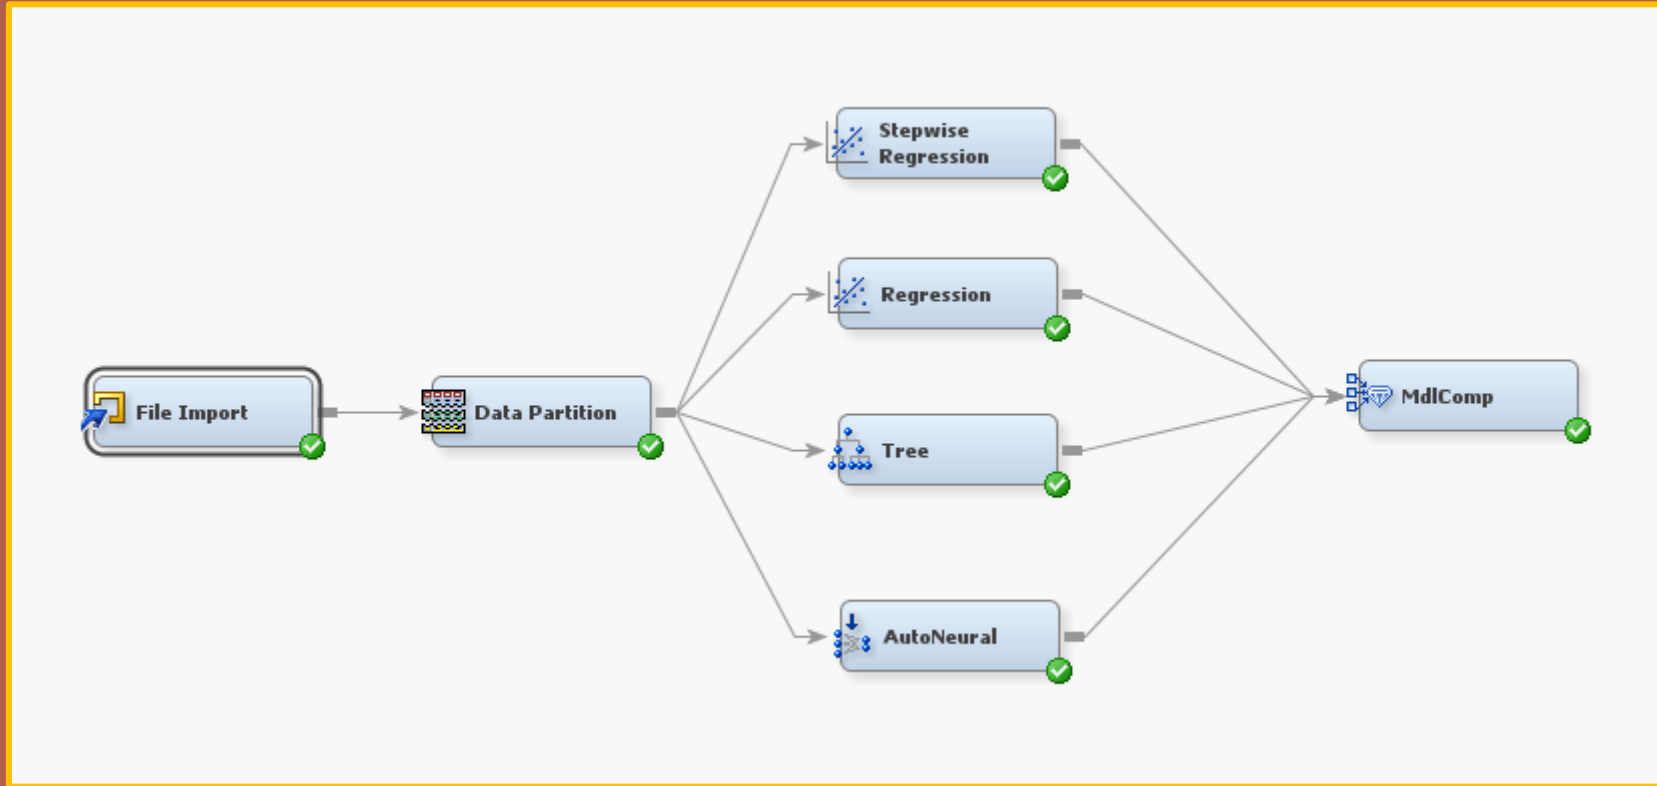 Stepwise
Regression
Regression
File Import
Data Partition
MdlComp
Tree
AutoNeural